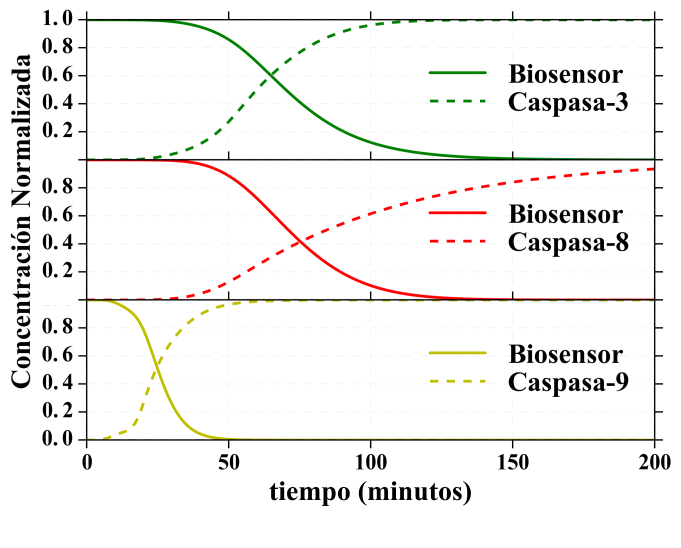 Concentración Normalizada
1.0
0.8
0.6
0.4
0.2
Biosensor
Caspasa-3
0.8
0.6
0.4
0.2
Biosensor
Caspasa-8
0.8
0.6
0.4
0.2
0.0
Biosensor
Caspasa-9
0 50 100 150 200
tiempo (minutos)